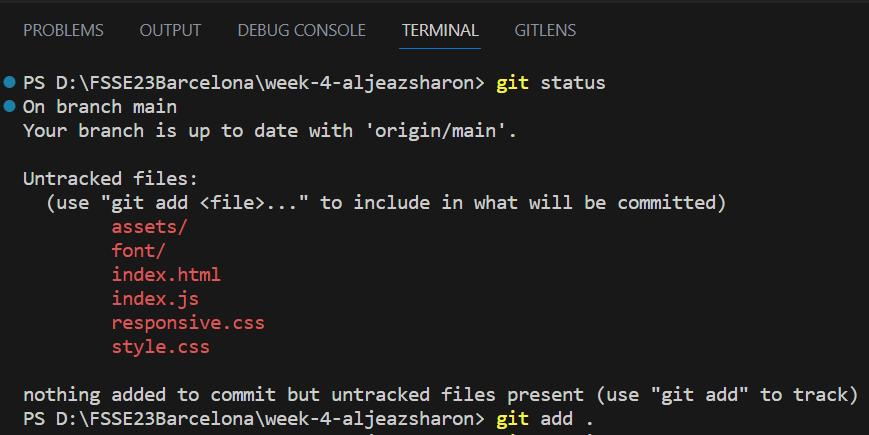 PROBLEMS OUTPUT DEBUG CONSOLE TERMINAL GITLENS
PS D:\FSSE23Barcelona\week-4-aljeazsharon> git status
On branch main
Your branch is up to date with 'origin/main'.
Untracked files:
(use "git add <file>..." to include in what will be committed)
assets/
font/
index.html
index.js
responsive.css
style.css
nothing added to commit but untracked files present (use "git add" to track)
PS D:\FSSE23Barcelona\week-4-aljeazsharon> git add .